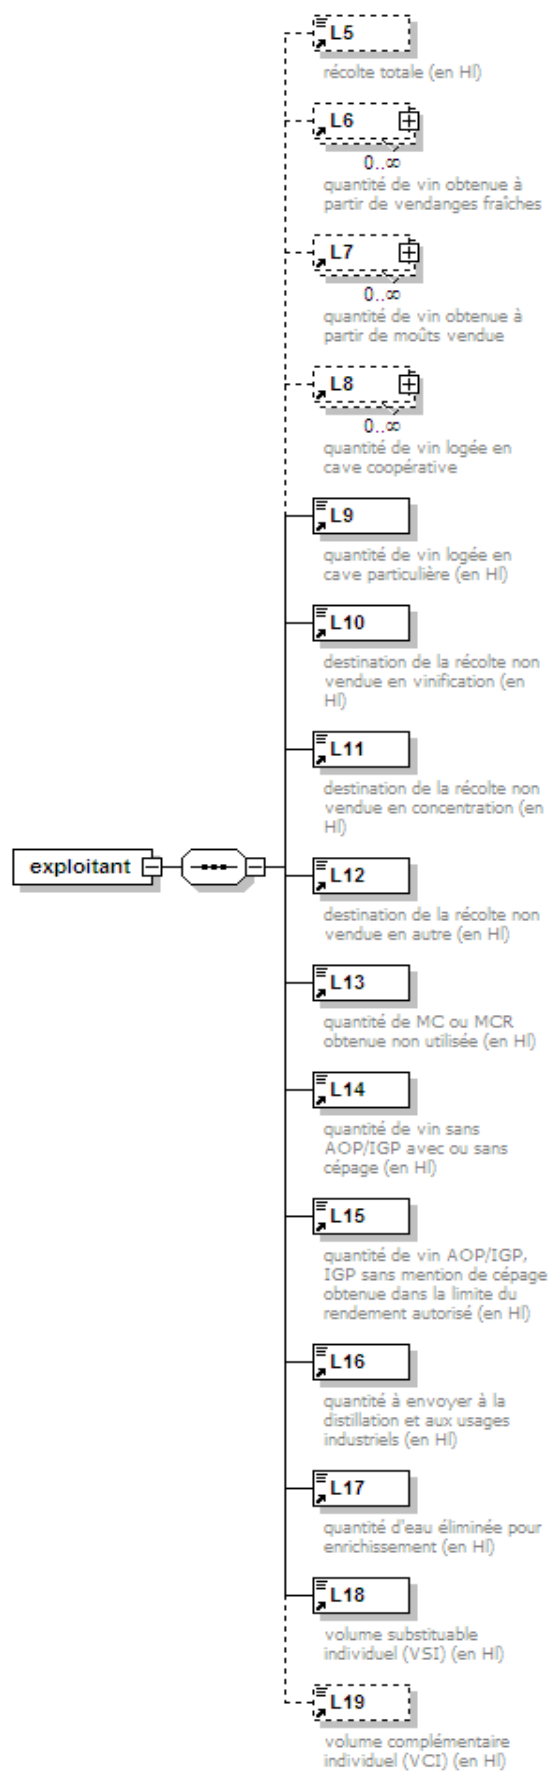 L5
récolte totale (en Hl)
L6
0..∞
quantité de vin obtenue à
partir de vendanges fraîches
L7
0..∞
quantité de vin obtenue à
partir de moûts vendue
L8
0..∞
quantité de vin logée en
cave coopérative
L9
quantité de vin logée en
cave particulière (en Hl)
L10
destination de la récolte non
vendue en vinification (en
Hl)
L11
destination de la récolte non
vendue en concentration (en
Hl)
exploitant
L12
destination de la récolte non
vendue en autre (en Hl)
L13
quantité de MC ou MCR
obtenue non utilisée (en Hl)
L14
quantité de vin sans
AOP/IGP avec ou sans
cépage (en Hl)
L15
quantité de vin AOP/IGP,
IGP sans mention de cépage
obtenue dans la limite du
rendement autorisé (en Hl)
L16
quantité à envoyer à la
distillation et aux usages
industriels (en Hl)
L17
quantité d'eau éliminée pour
enrichissement (en Hl)
L18
volume substituable
individuel (VSI) (en Hl)
L19
volume complémentaire
individuel (VCI) (en Hl)